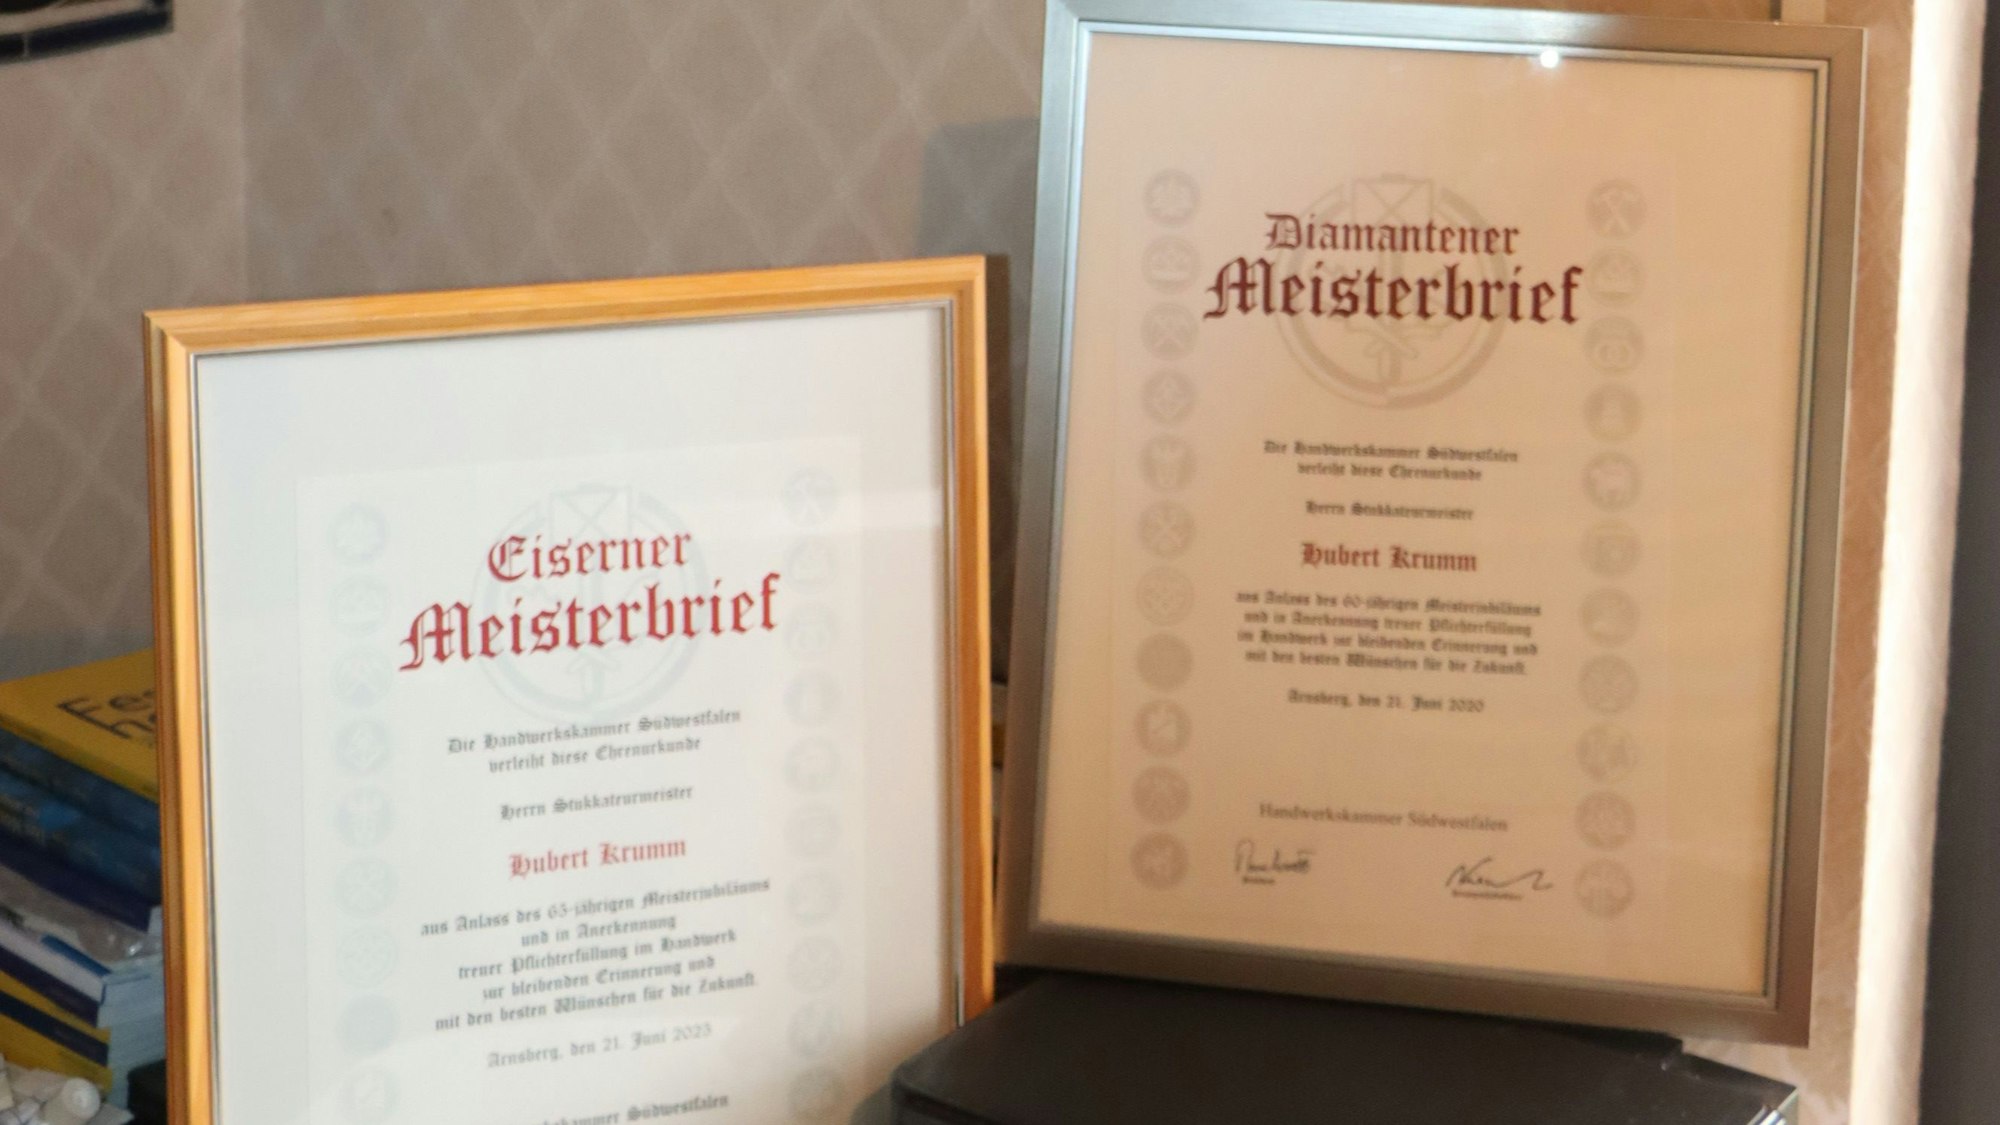 Eiserner
Meisterbrief
Die Handwerkskammer Südwestfalen
verleiht diese Ehrenurkunde
Herrn Stukkateurmeister
Hubert Krumm
aus Anlass des 65-jährigen Meisterjubiläums
und in Anerkennung
treuer Pflichterfüllung im Handwerk
zur bleibenden Erinnerung und
mit den besten Wünschen für die Zukunft.
Arnsberg, den 21. Juni 2025
Südwestfalen
Diamantener
Meisterbrief
Die Handwerkskammer Südwestfalen
verleiht diese Ehrenurkunde
Herrn Stukkateurmeister
Hubert Krumm
aus Anlass des 60-jährigen Meisterjubiläums
und in Anerkennung treuer Pflichterfüllung
im Handwerk zur bleibenden Erinnerung und
mit den besten Wünschen für die Zukunft.
Arnsberg, den 21. Juni 2020
Handwerkskammer Südwestfalen